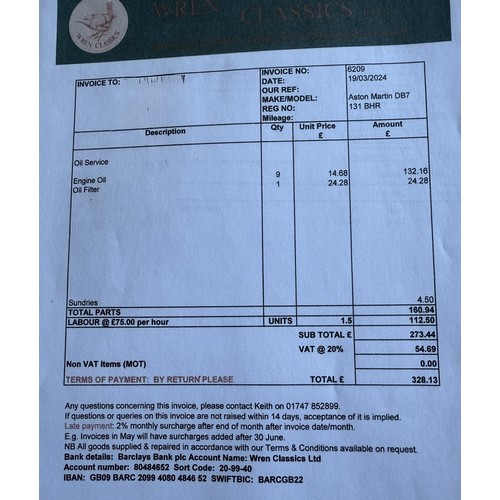 WREN CLASSICS
WREN CLASSICS
INVOICE TO:
INVOICE NO: 6209
DATE: 19/03/2024
OUR REF:
MAKE/MODEL: Aston Martin DB7
REG NO: 131 BHR
Mileage:
Description Qty Unit Price Amount
£ £
Oil Service
Engine Oil 9 14.68 132.16
Oil Filter 1 24.28 24.28
Sundries 4.50
TOTAL PARTS 160.94
LABOUR @ £75.00 per hour UNITS 1.5 112.50
SUB TOTAL £ 273.44
VAT @ 20% 54.69
Non VAT Items (MOT) 0.00
TERMS OF PAYMENT: BY RETURN PLEASE TOTAL £ 328.13
Any questions concerning this invoice, please contact Keith on 01747 852899.
If questions or queries on this invoice are not raised within 14 days, acceptance of it is implied.
Late payment: 2% monthly surcharge after end of month after invoice date/month.
E.g. Invoices in May will have surcharges added after 30 June.
NB All goods supplied & repaired in accordance with our Terms & Conditions available on request.
Bank details: Barclays Bank plc Account Name: Wren Classics Ltd
Account number: 80484652 Sort Code: 20-99-40
IBAN: GB09 BARC 2099 4080 4846 52 SWIFTBIC: BARCGB22